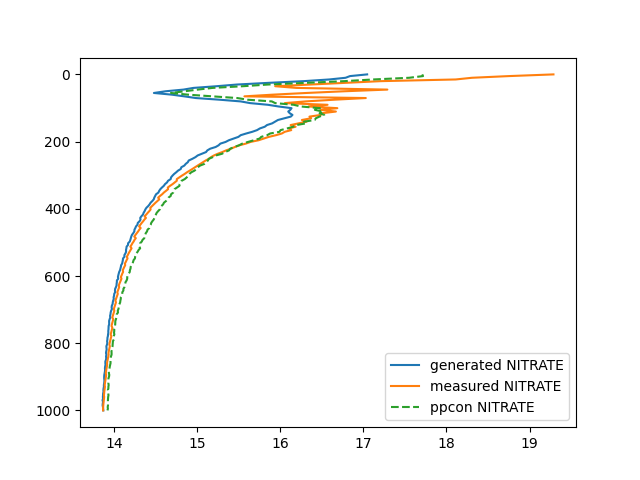 0
200
400
600
800
1000
14 15 16 17 18 19
generated NITRATE
measured NITRATE
ppcon NITRATE